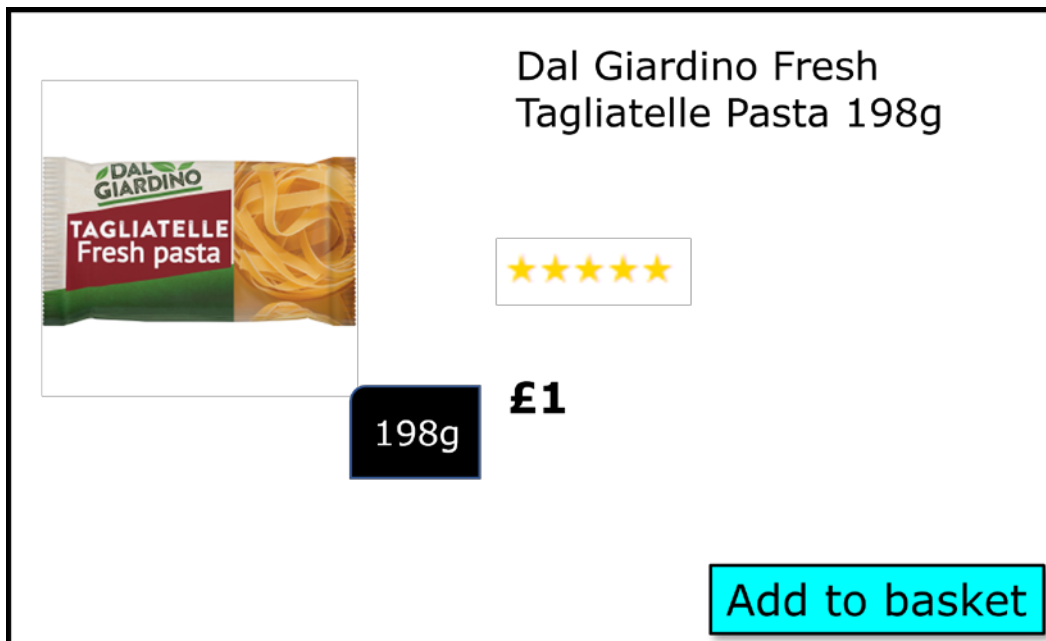 Dal Giardino Fresh
Tagliatelle Pasta 198g
DAL
GIARDINO
TAGLIATELLE
Fresh pasta
£1
198g
Add to basket